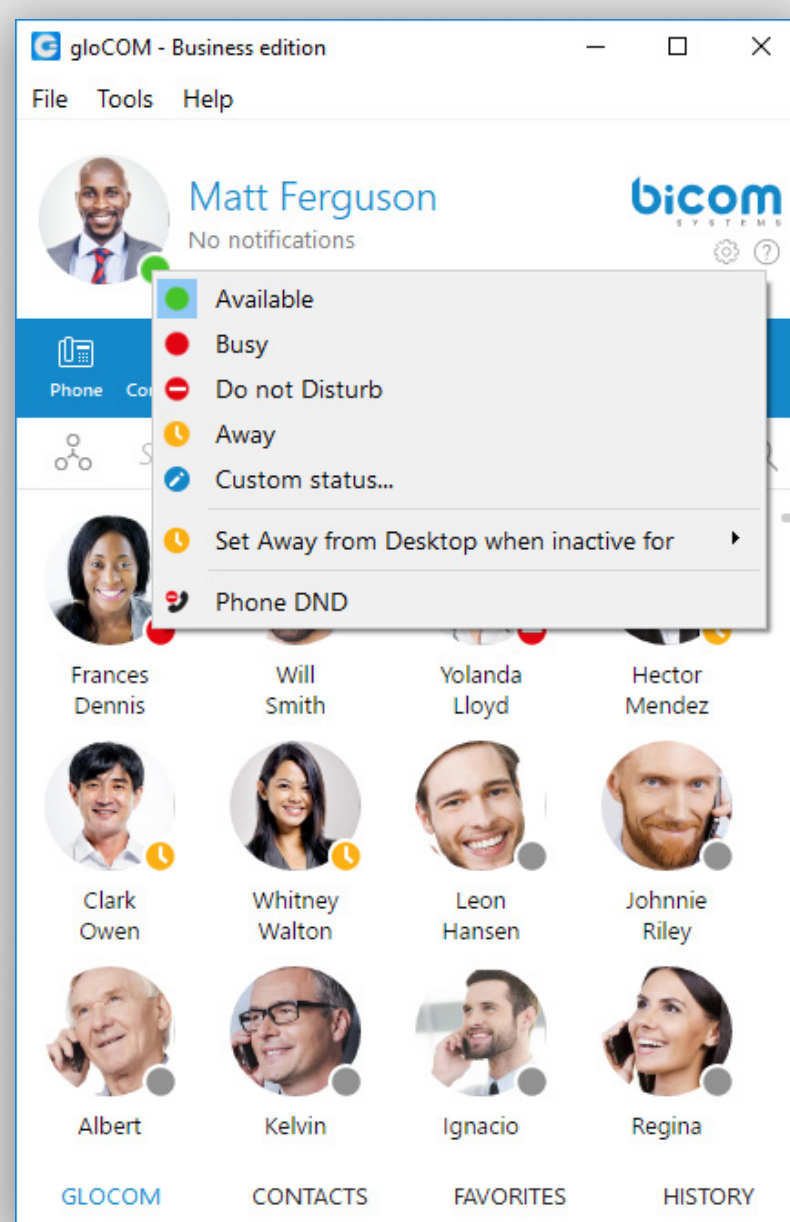 gloCOM - Business edition
File Tools Help
Matt Ferguson
No notifications
bicom
SYSTEMS
Available
Busy
Do not Disturb
Away
Custom status...
Set Away from Desktop when inactive for
Phone DND
Phone
Frances Dennis
Will Smith
Yolanda Lloyd
Hector Mendez
Clark Owen
Whitney Walton
Leon Hansen
Johnnie Riley
Albert
Kelvin
Ignacio
Regina
GLOCOM CONTACTS FAVORITES HISTORY